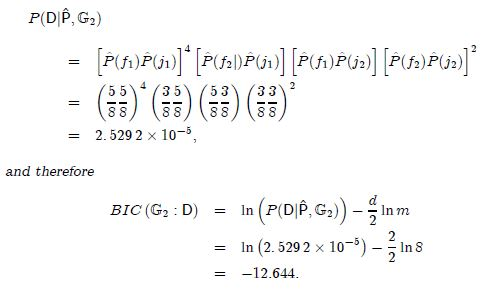 P(D|P̂, 𝔾₂)
= [P̂(f₁)P̂(j₁)]⁴ [P̂(f₂|)P̂(j₁)] [P̂(f₁)P̂(j₂)] [P̂(f₂)P̂(j₂)]²
= (5/8 5/8)⁴ (3/8 5/8) (5/8 3/8) (3/8 3/8)²
= 2.5292 × 10⁻⁵,
and therefore
BIC (𝔾₂ : D) = ln (P(D|P̂, 𝔾₂)) − d/2 ln m
= ln (2.5292 × 10⁻⁵) − 2/2 ln 8
= −12.644.